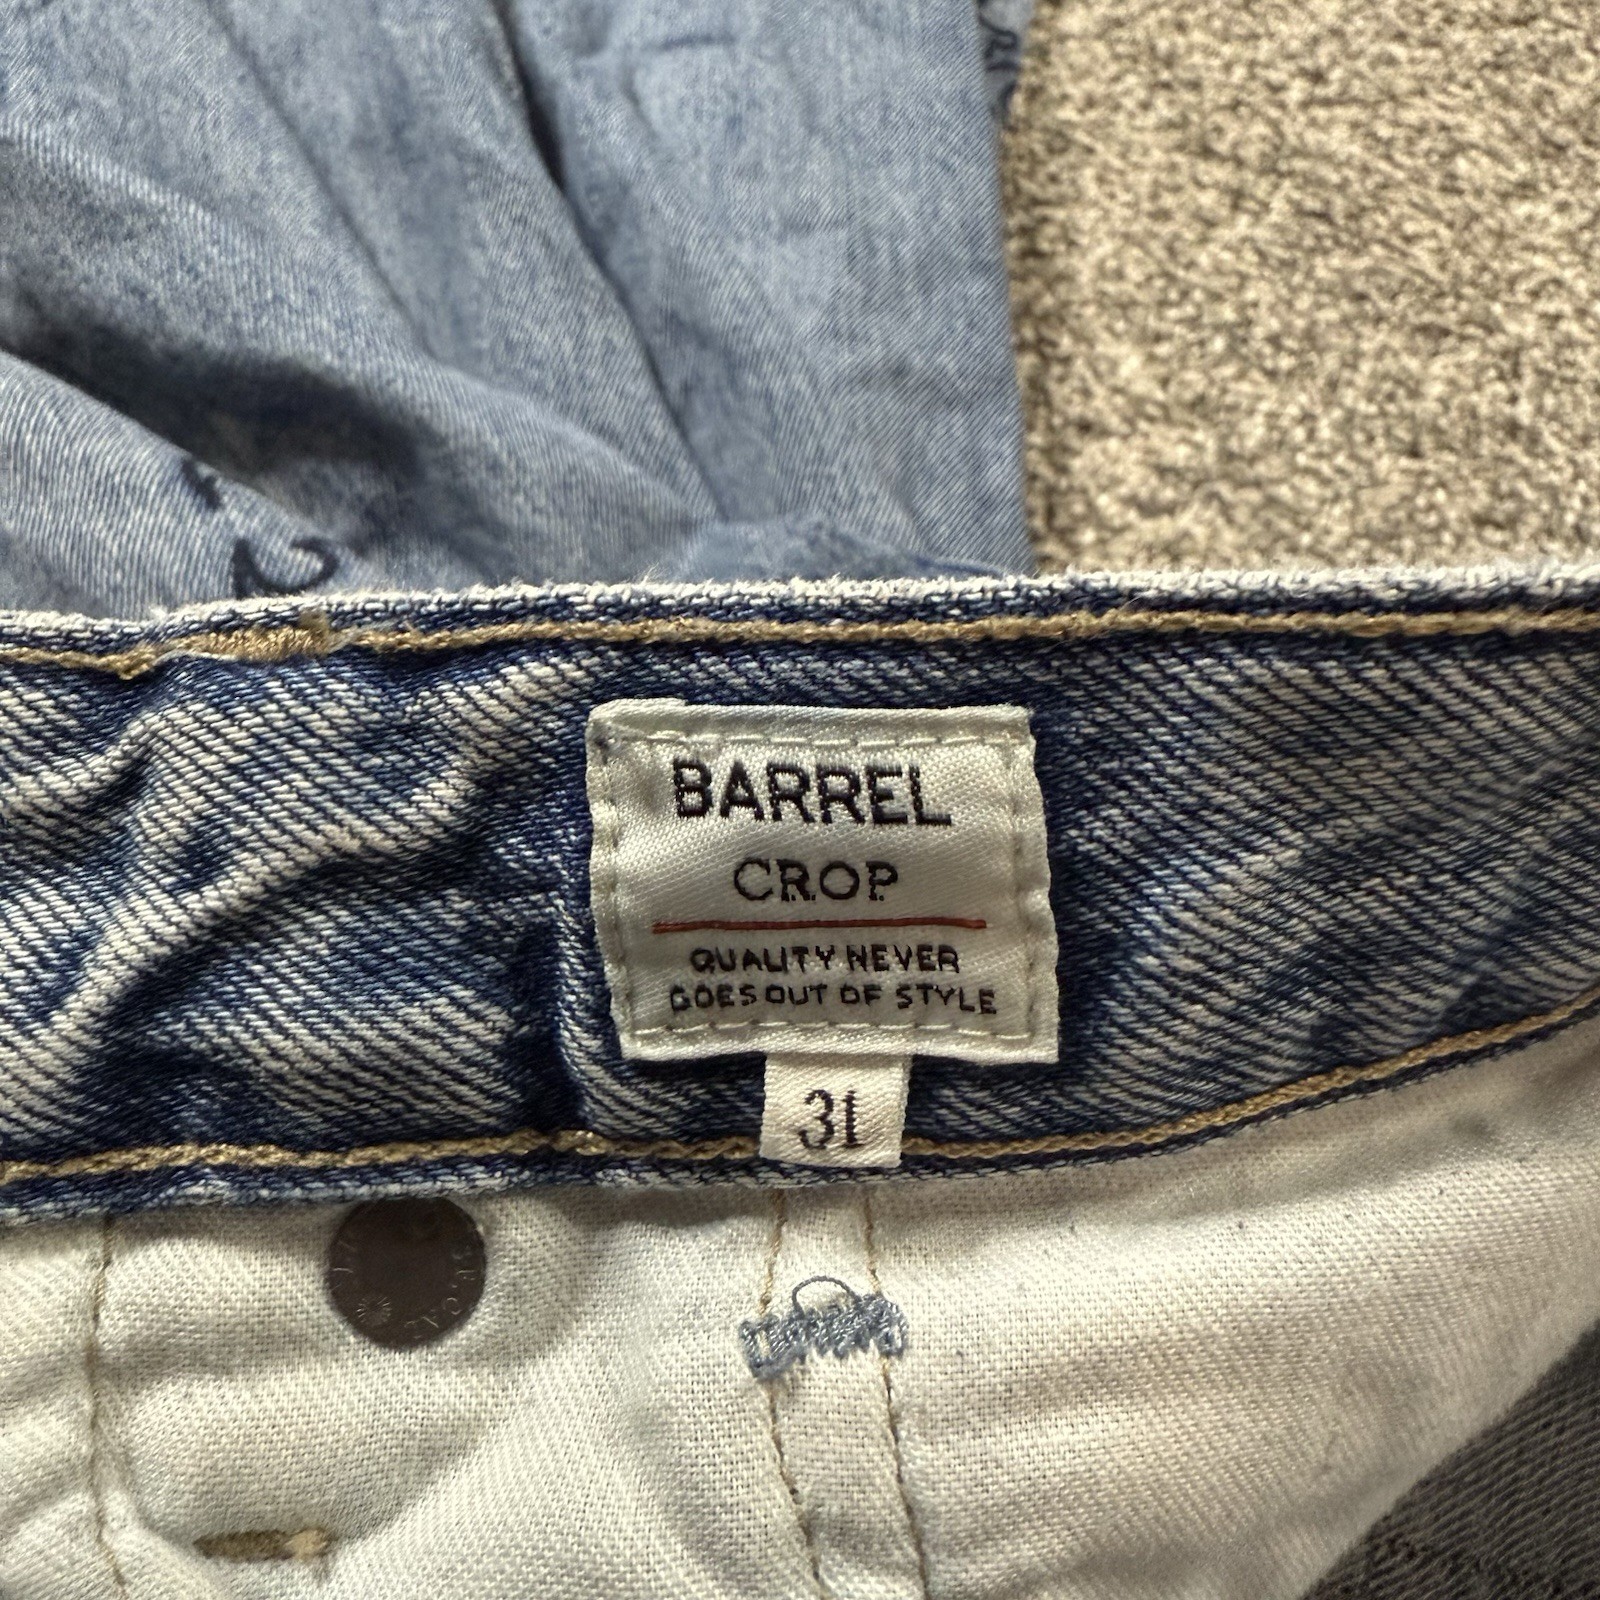 BARREL
CROP
QUALITY NEVER
GOES OUT OF STYLE
31